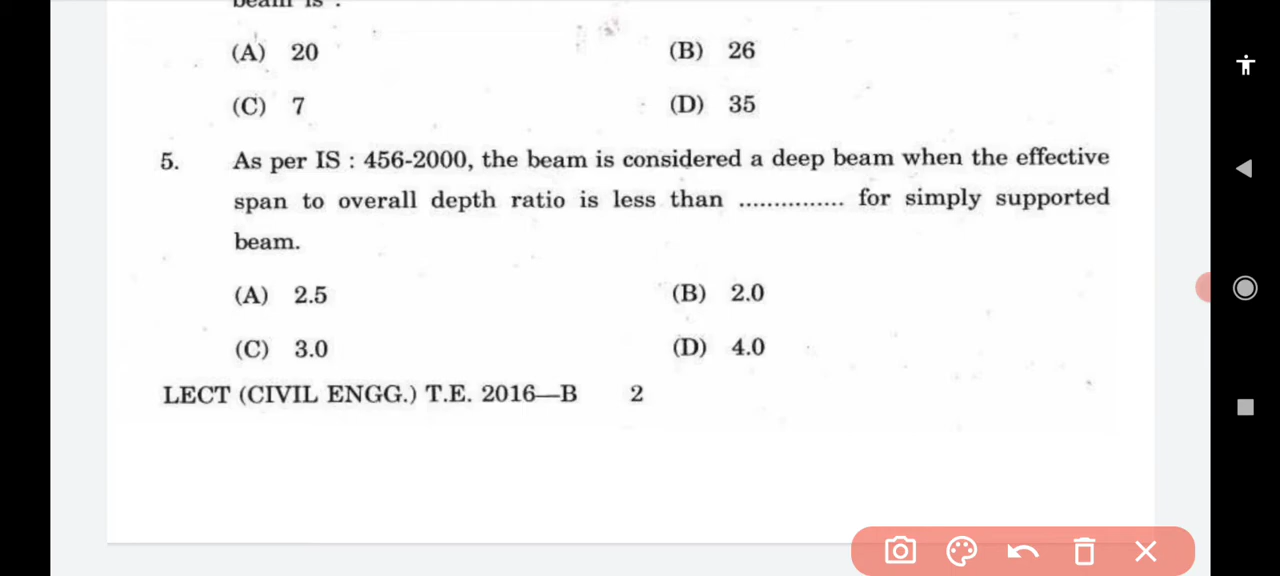 beam is :
(A) 20 (B) 26
(C) 7 (D) 35
5. As per IS : 456-2000, the beam is considered a deep beam when the effective
span to overall depth ratio is less than ............... for simply supported
beam.
(A) 2.5 (B) 2.0
(C) 3.0 (D) 4.0
LECT (CIVIL ENGG.) T.E. 2016—B 2